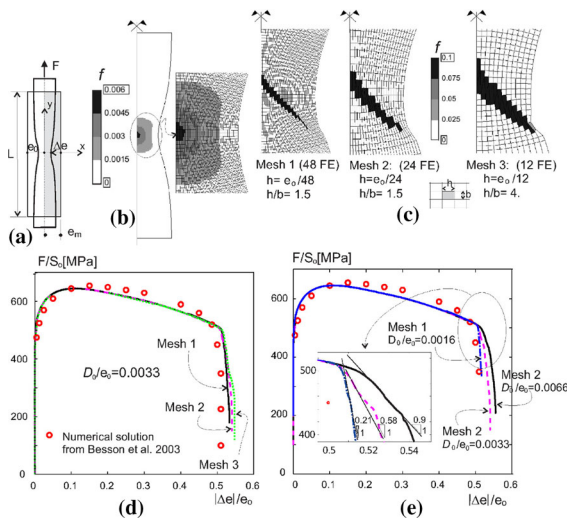 (a)
F
y
L
e₀
Δe
x
eₘ
f
0.006
0.0045
0.003
0.0015
0
(b)
Mesh 1 (48 FE)
h= e₀/48
h/b= 1.5
Mesh 2: (24 FE)
h=e₀/24
h/b= 1.5
f
0.1
0.075
0.05
0.025
0
Mesh 3: (12 FE)
h=e₀/12
h/b= 4.
h
b
(c)
F/S₀[MPa]
600
400
200
0
0
0.1
0.2
0.3
0.4
0.5
0.6
|Δe|/e₀
D₀/e₀=0.0033
Mesh 1
Mesh 2
Mesh 3
Numerical solution
from Besson et al. 2003
(d)
F/S₀[MPa]
600
400
200
0
0
0.1
0.2
0.3
0.4
0.5
0.6
|Δe|/e₀
Mesh 1
D₀/e₀=0.0016
Mesh 2
D₀/e₀=0.0066
Mesh 2
D₀/e₀=0.0033
500
400
0.5
0.52
0.54
0.21
1
0.58
1
0.9
1
(e)